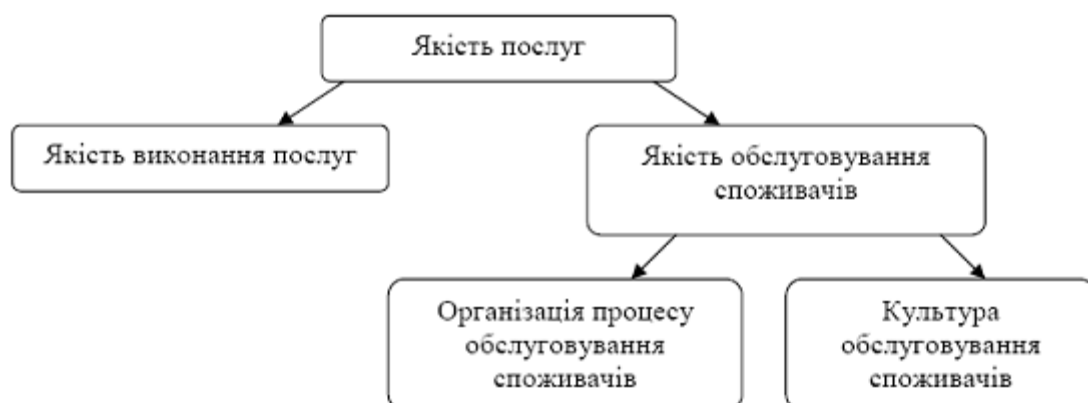 Якість послуг
Якість виконання послуг
Якість обслуговування
споживачів
Організація процесу
обслуговування
споживачів
Культура
обслуговування
споживачів